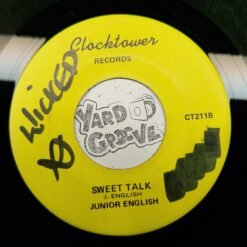 Clocktower
RECORDS
WICKED
YARD GROOVE
CT211B
SWEET TALK
J. ENGLISH
JUNIOR ENGLISH